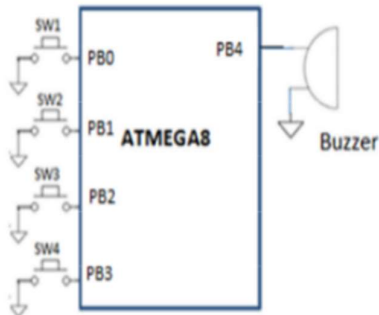 SW1
PB0
PB4
SW2
PB1
ATMEGA8
Buzzer
SW3
PB2
SW4
PB3